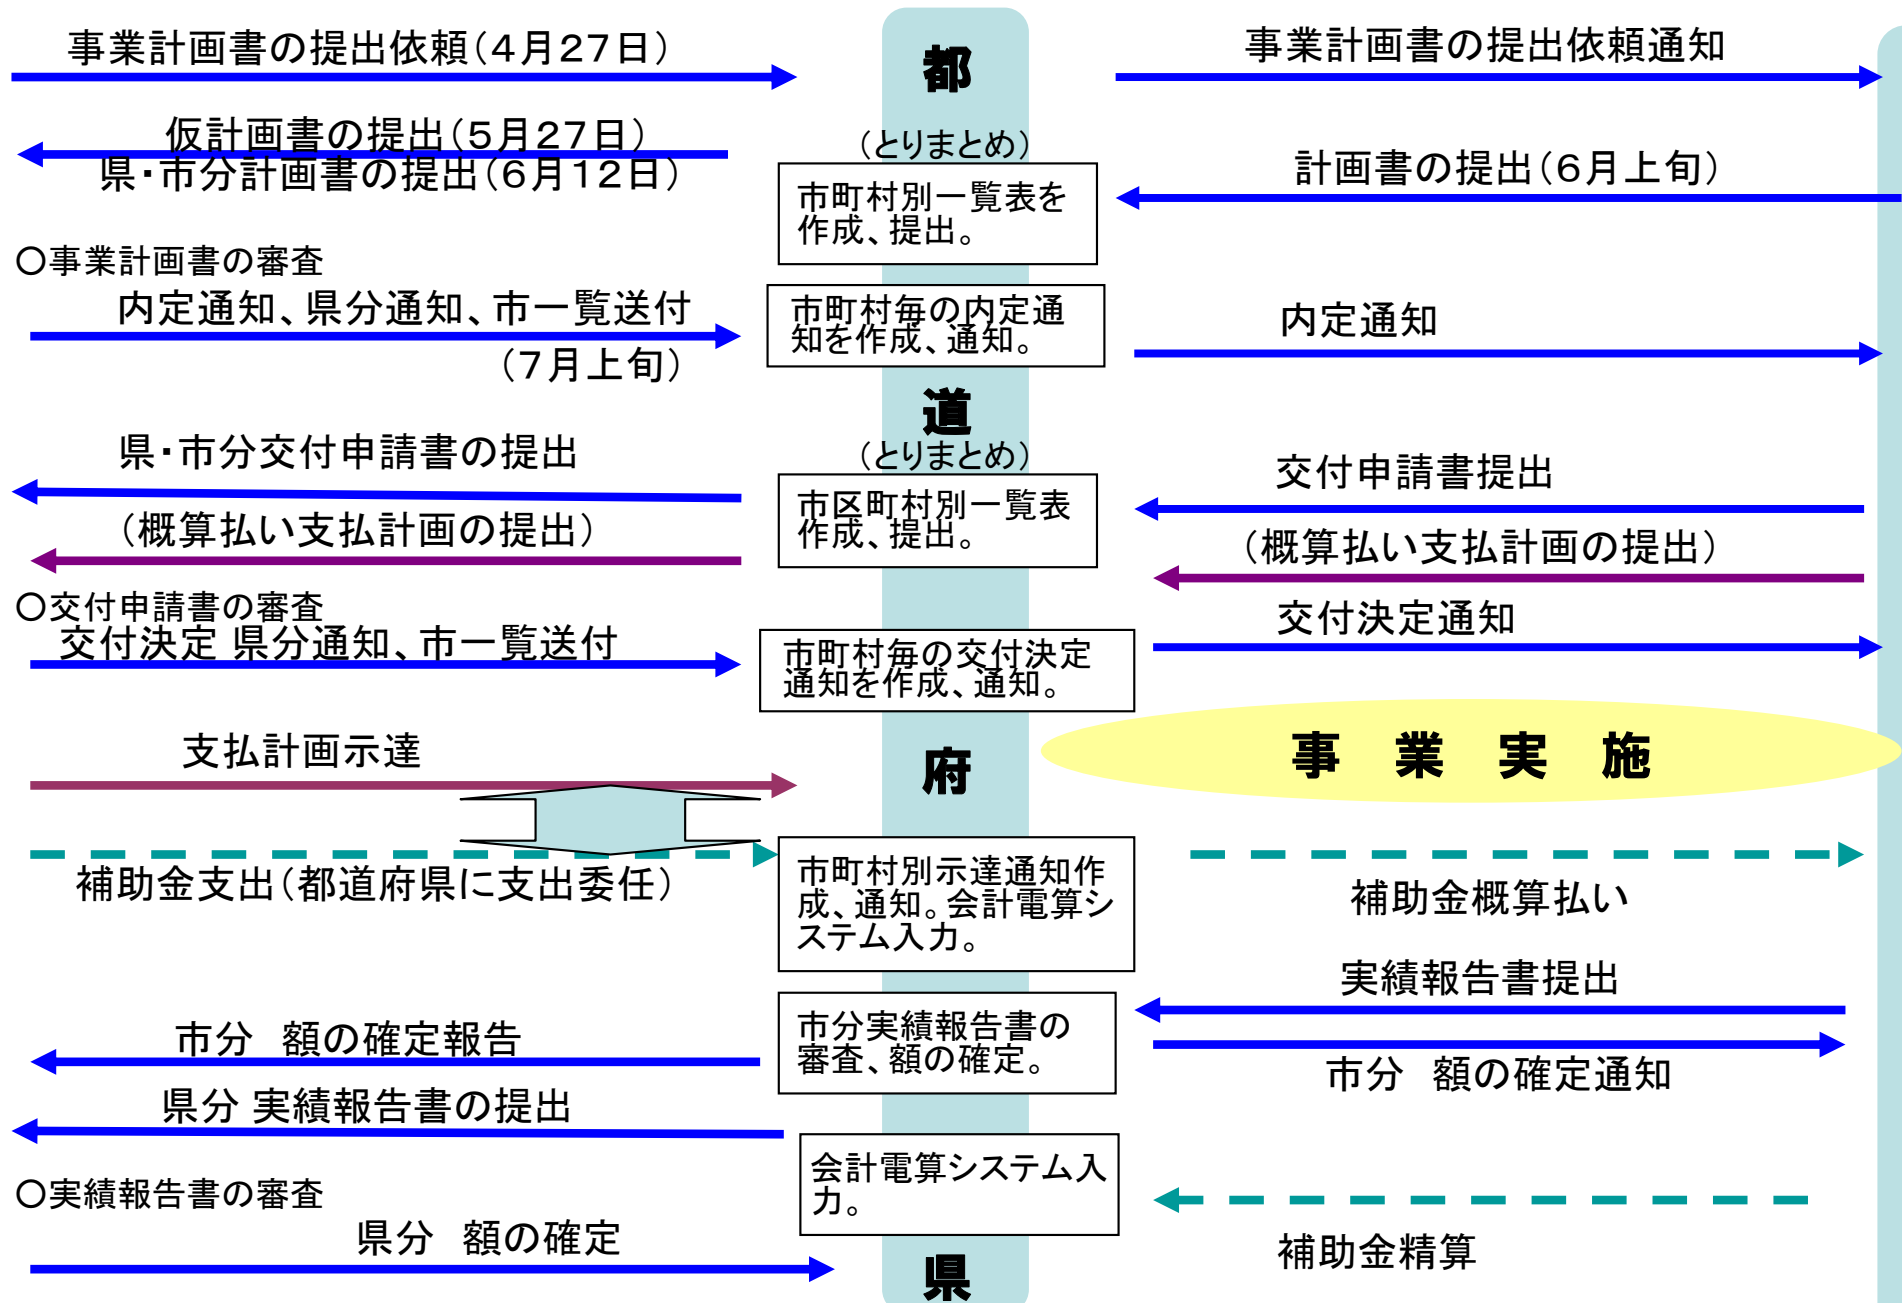 事業計画書の提出依頼（4月27日）
都
事業計画書の提出依頼通知
仮計画書の提出（5月27日）
県・市分計画書の提出（6月12日）
（とりまとめ）
市町村別一覧表を
作成、提出。
計画書の提出（6月上旬）
○事業計画書の審査
内定通知、県分通知、市一覧送付
（7月上旬）
市町村毎の内定通
知を作成、通知。
内定通知
道
県・市分交付申請書の提出
（とりまとめ）
市区町村別一覧表
作成、提出。
交付申請書提出
（概算払い支払計画の提出）
（概算払い支払計画の提出）
○交付申請書の審査
交付決定 県分通知、市一覧送付
市町村毎の交付決定
通知を作成、通知。
交付決定通知
支払計画示達
府
事　業　実　施
補助金支出（都道府県に支出委任）
市町村別示達通知作
成、通知。会計電算シ
ステム入力。
補助金概算払い
実績報告書提出
市分　額の確定報告
市分実績報告書の
審査、額の確定。
市分　額の確定通知
県分 実績報告書の提出
会計電算システム入
力。
○実績報告書の審査
県分　額の確定
補助金精算
県